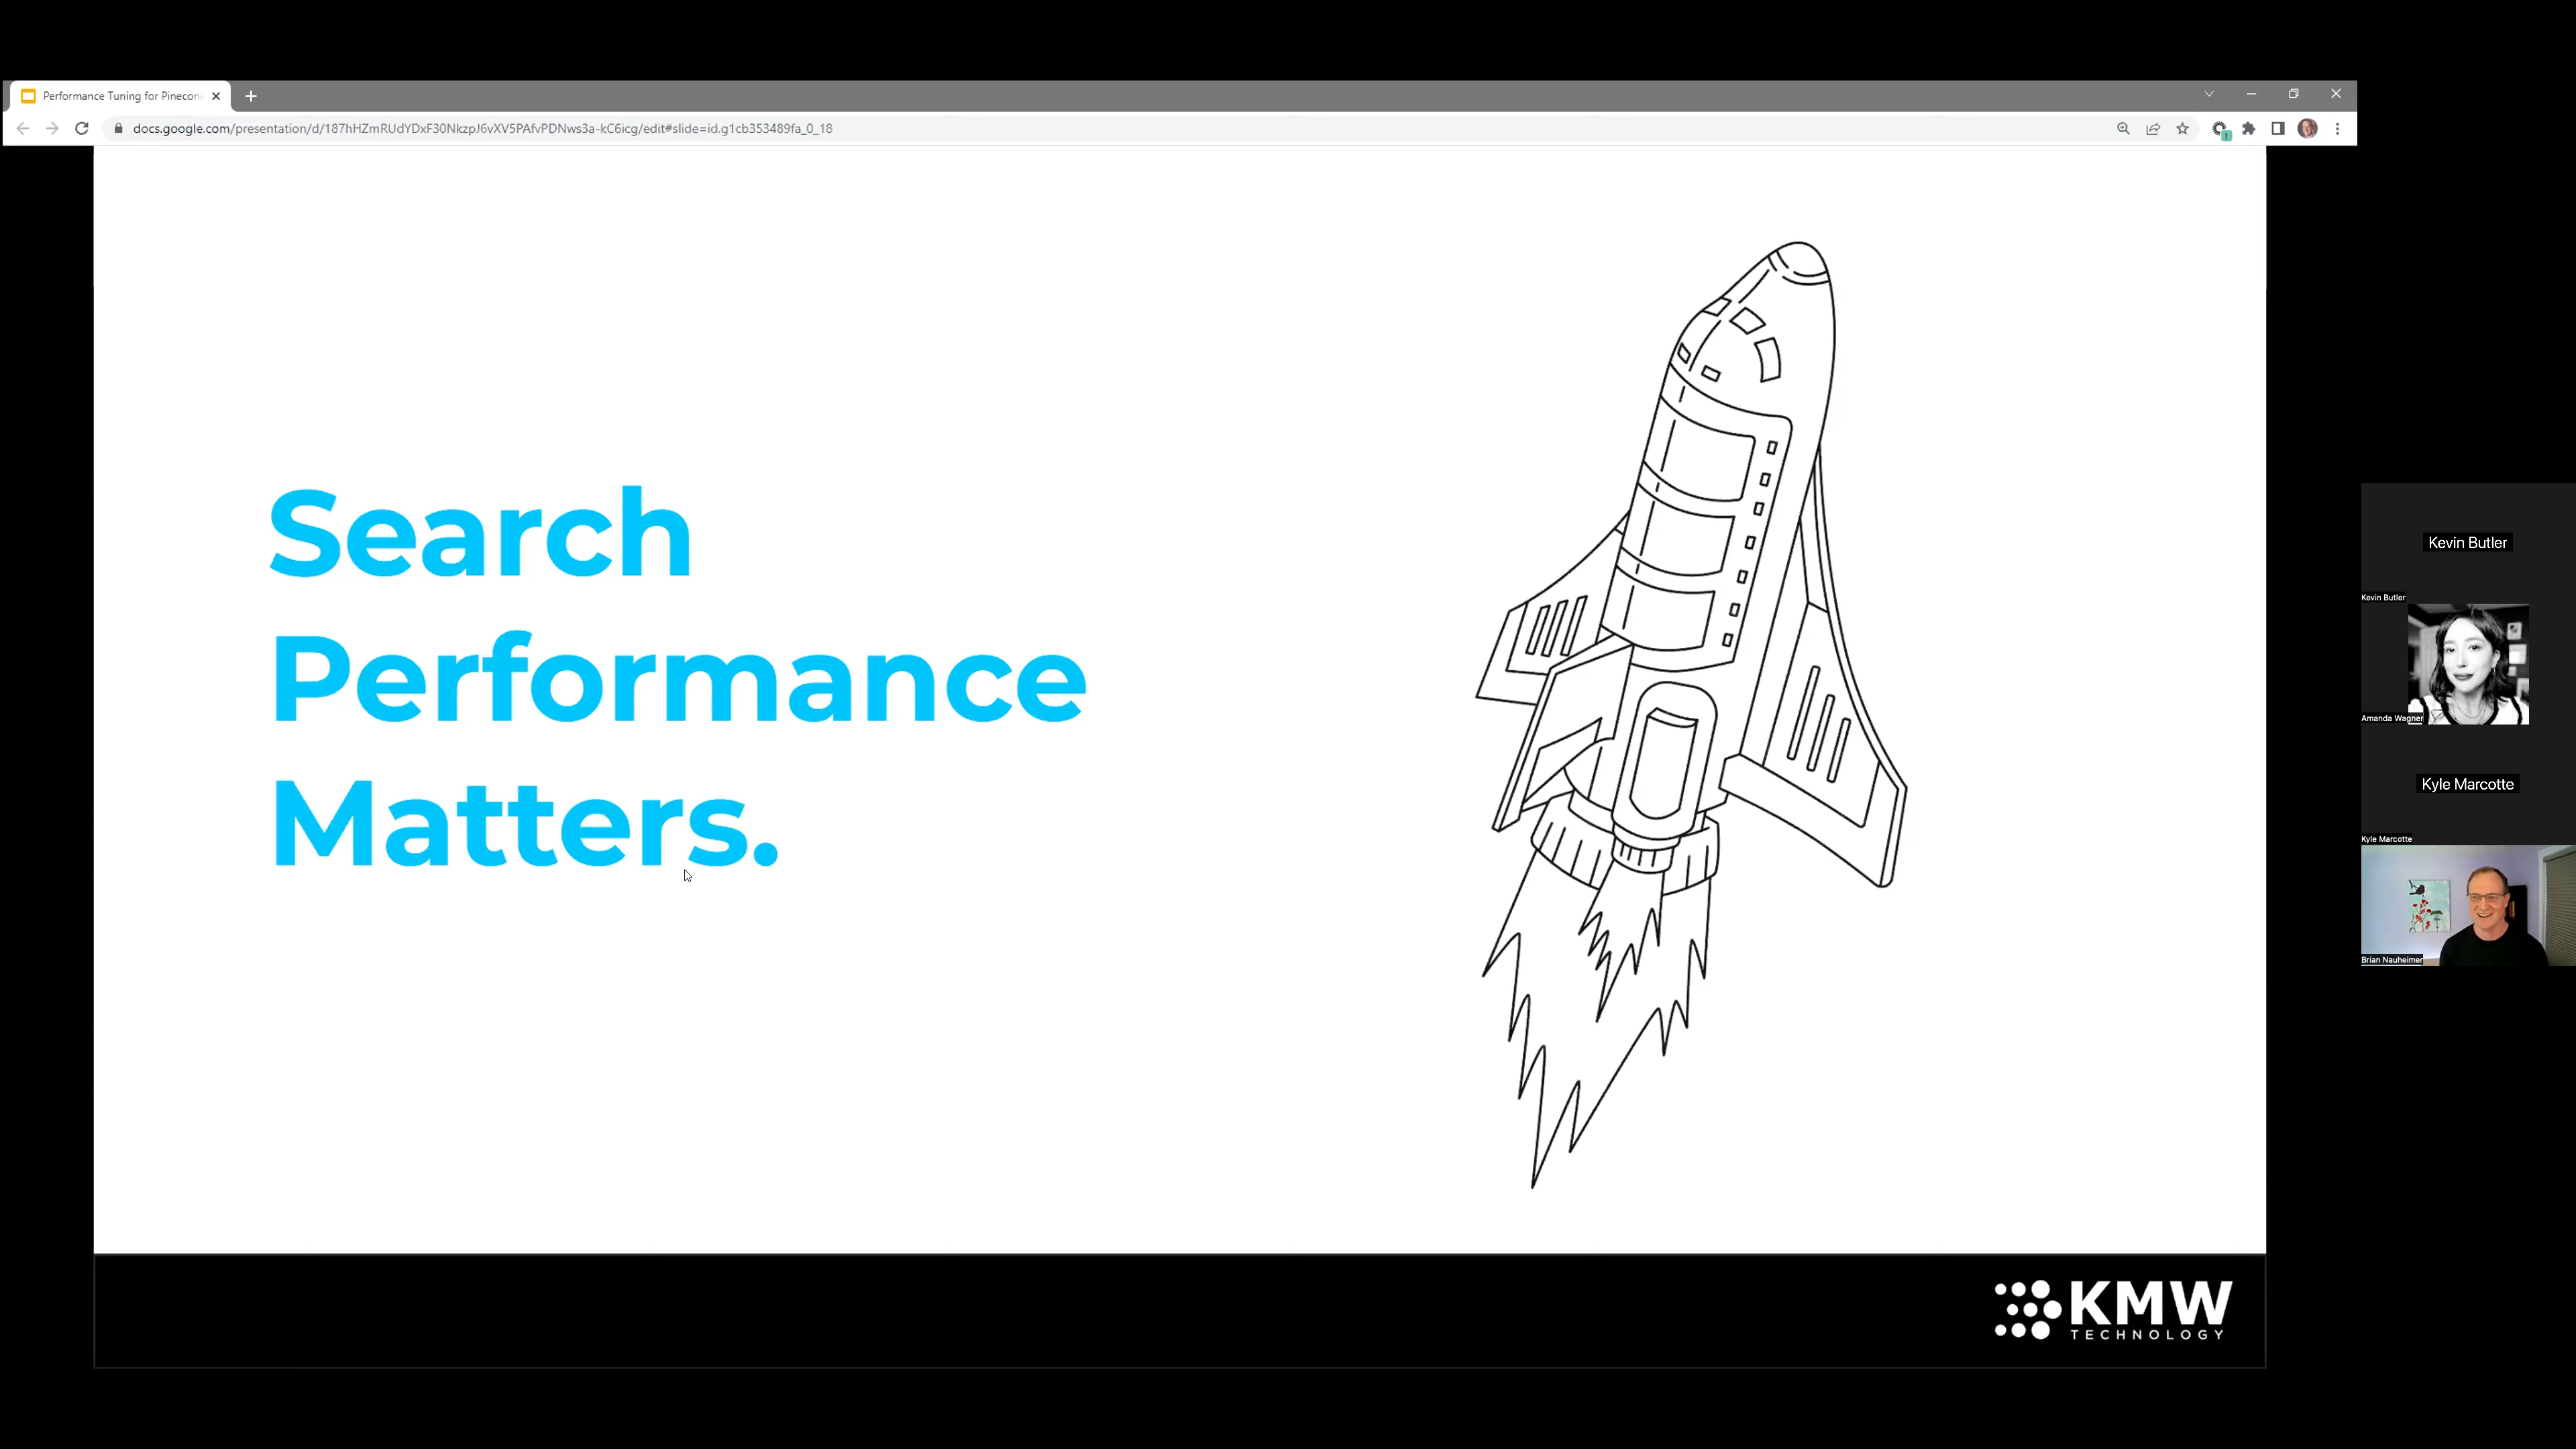 Performance Tuning for Pinecon
docs.google.com/presentation/d/187hHZmRUdYDxF30NkzpJ6vXV5PAfvPDNws3a-kC6icg/edit#slide=id.g1cb353489fa_0_18
Search
Performance
Matters.
KMW
TECHNOLOGY
Kevin Butler
Kevin Butler
Amanda Wagner
Kyle Marcotte
Kyle Marcotte
Brian Nauheimer